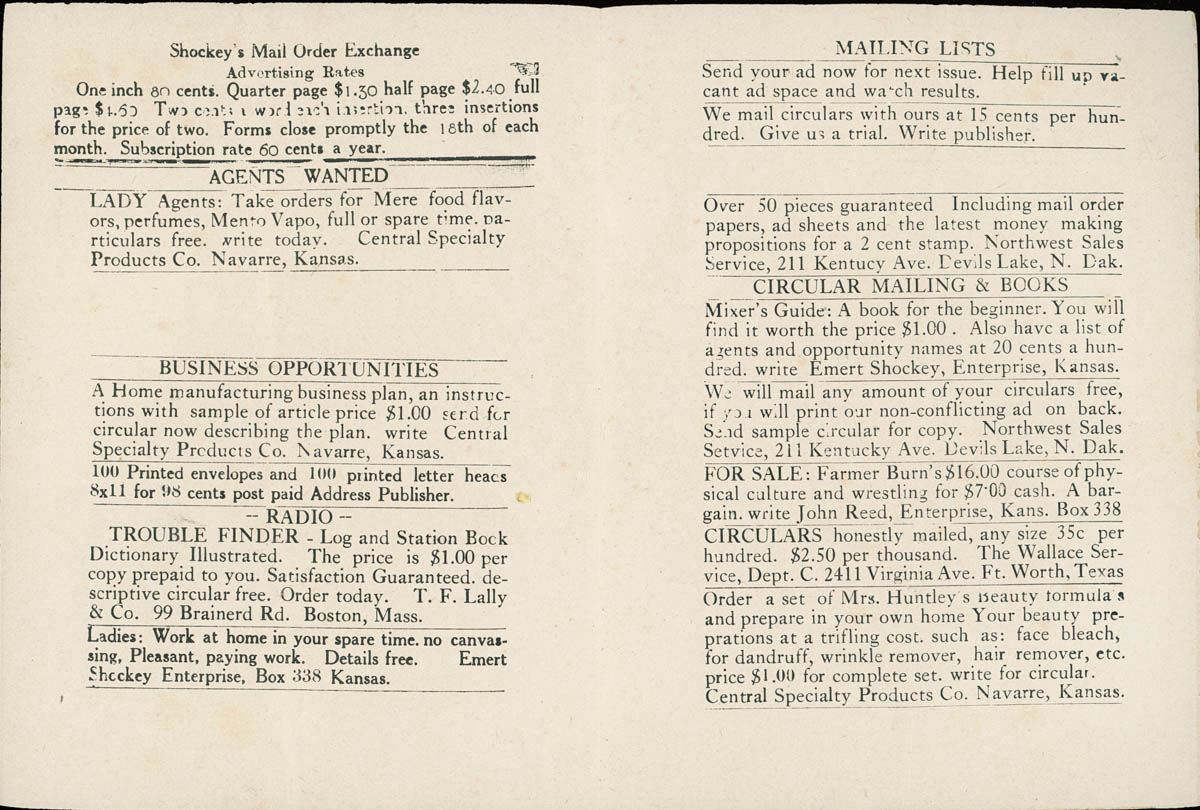 Shockey's Mail Order Exchange
Advertising Rates
One inch 80 cents. Quarter page $1.30 half page $2.40 full
page $4.60 Two cents a word each insertion. three insertions
for the price of two. Forms close promptly the 18th of each
month. Subscription rate 60 cents a year.
AGENTS WANTED
LADY Agents: Take orders for Mere food flav-
ors, perfumes, Mento Vapo, full or spare time. pa-
rticulars free. write today. Central Specialty
Products Co. Navarre, Kansas.
BUSINESS OPPORTUNITIES
A Home manufacturing business plan, an instruc-
tions with sample of article price $1.00 send for
circular now describing the plan. write Central
Specialty Products Co. Navarre, Kansas.
100 Printed envelopes and 100 printed letter heads
8x11 for 98 cents post paid Address Publisher.
-- RADIO --
TROUBLE FINDER - Log and Station Book
Dictionary Illustrated. The price is $1.00 per
copy prepaid to you. Satisfaction Guaranteed. de-
scriptive circular free. Order today. T. F. Lally
& Co. 99 Brainerd Rd. Boston, Mass.
Ladies: Work at home in your spare time. no canvas-
sing, Pleasant, paying work. Details free. Emert
Shockey Enterprise, Box 338 Kansas.
MAILING LISTS
Send your ad now for next issue. Help fill up va-
cant ad space and watch results.
We mail circulars with ours at 15 cents per hun-
dred. Give us a trial. Write publisher.
Over 50 pieces guaranteed Including mail order
papers, ad sheets and the latest money making
propositions for a 2 cent stamp. Northwest Sales
Service, 211 Kentucy Ave. Devils Lake, N. Dak.
CIRCULAR MAILING & BOOKS
Mixer's Guide: A book for the beginner. You will
find it worth the price $1.00 . Also have a list of
agents and opportunity names at 20 cents a hun-
dred. write Emert Shockey, Enterprise, Kansas.
We will mail any amount of your circulars free,
if you will print our non-conflicting ad on back.
Send sample circular for copy. Northwest Sales
Setvice, 211 Kentucky Ave. Devils Lake, N. Dak.
FOR SALE: Farmer Burn's $16.00 course of phy-
sical culture and wrestling for $7.00 cash. A bar-
gain. write John Reed, Enterprise, Kans. Box 338
CIRCULARS honestly mailed, any size 35c per
hundred. $2.50 per thousand. The Wallace Ser-
vice, Dept. C. 2411 Virginia Ave. Ft. Worth, Texas
Order a set of Mrs. Huntley's Beauty formula's
and prepare in your own home Your beauty pre-
prations at a trifling cost. such as: face bleach,
for dandruff, wrinkle remover, hair remover, etc.
price $1.00 for complete set. write for circular.
Central Specialty Products Co. Navarre, Kansas.